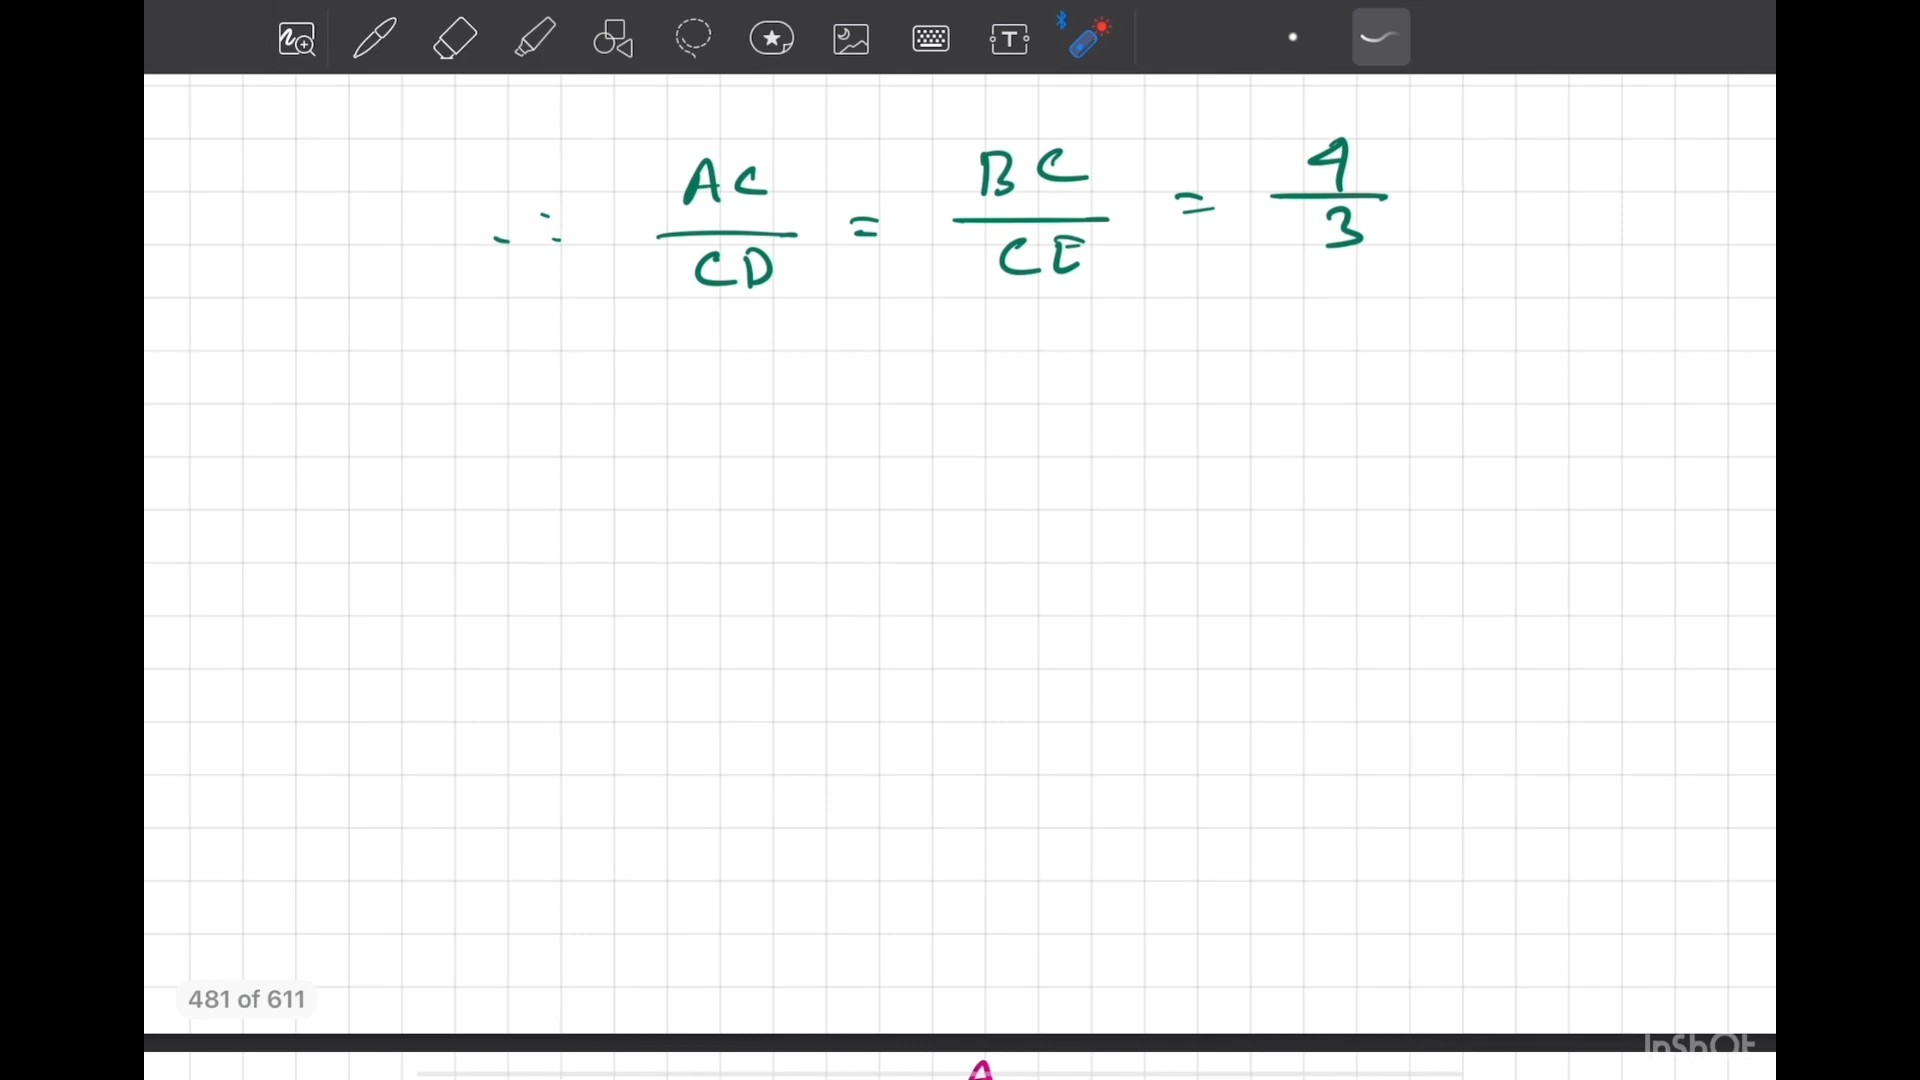 ∴ AC/CD = BC/CE = 4/3
481 of 611
InShOt
A